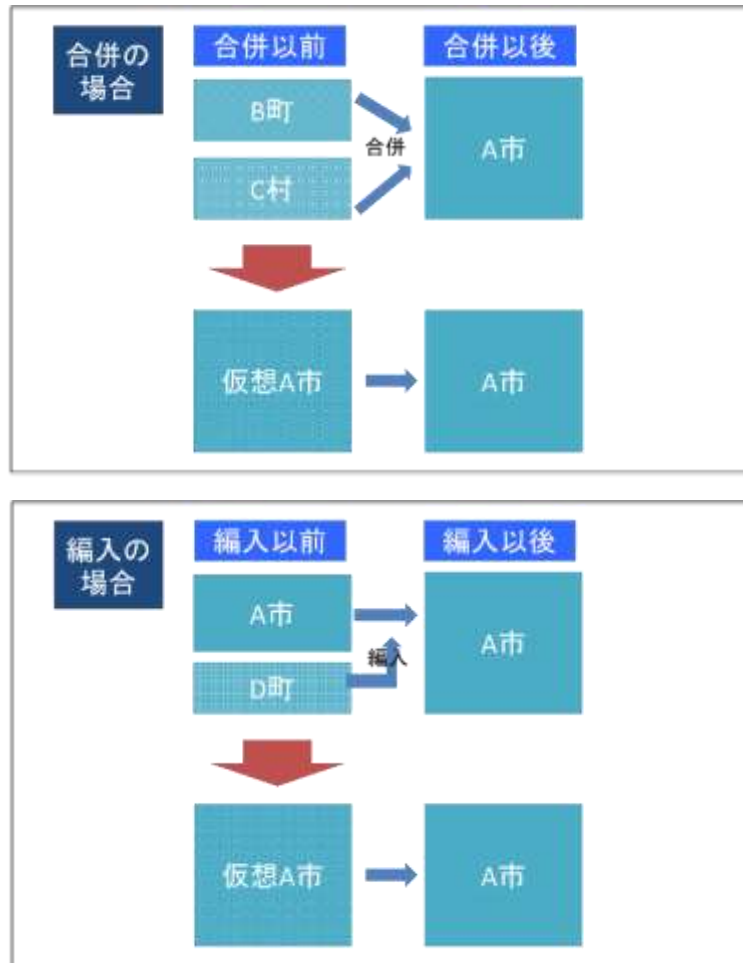 合併の
場合
合併以前
合併以後
B町
合併
A市
C村
仮想A市
A市
編入の
場合
編入以前
編入以後
A市
編入
A市
D町
仮想A市
A市